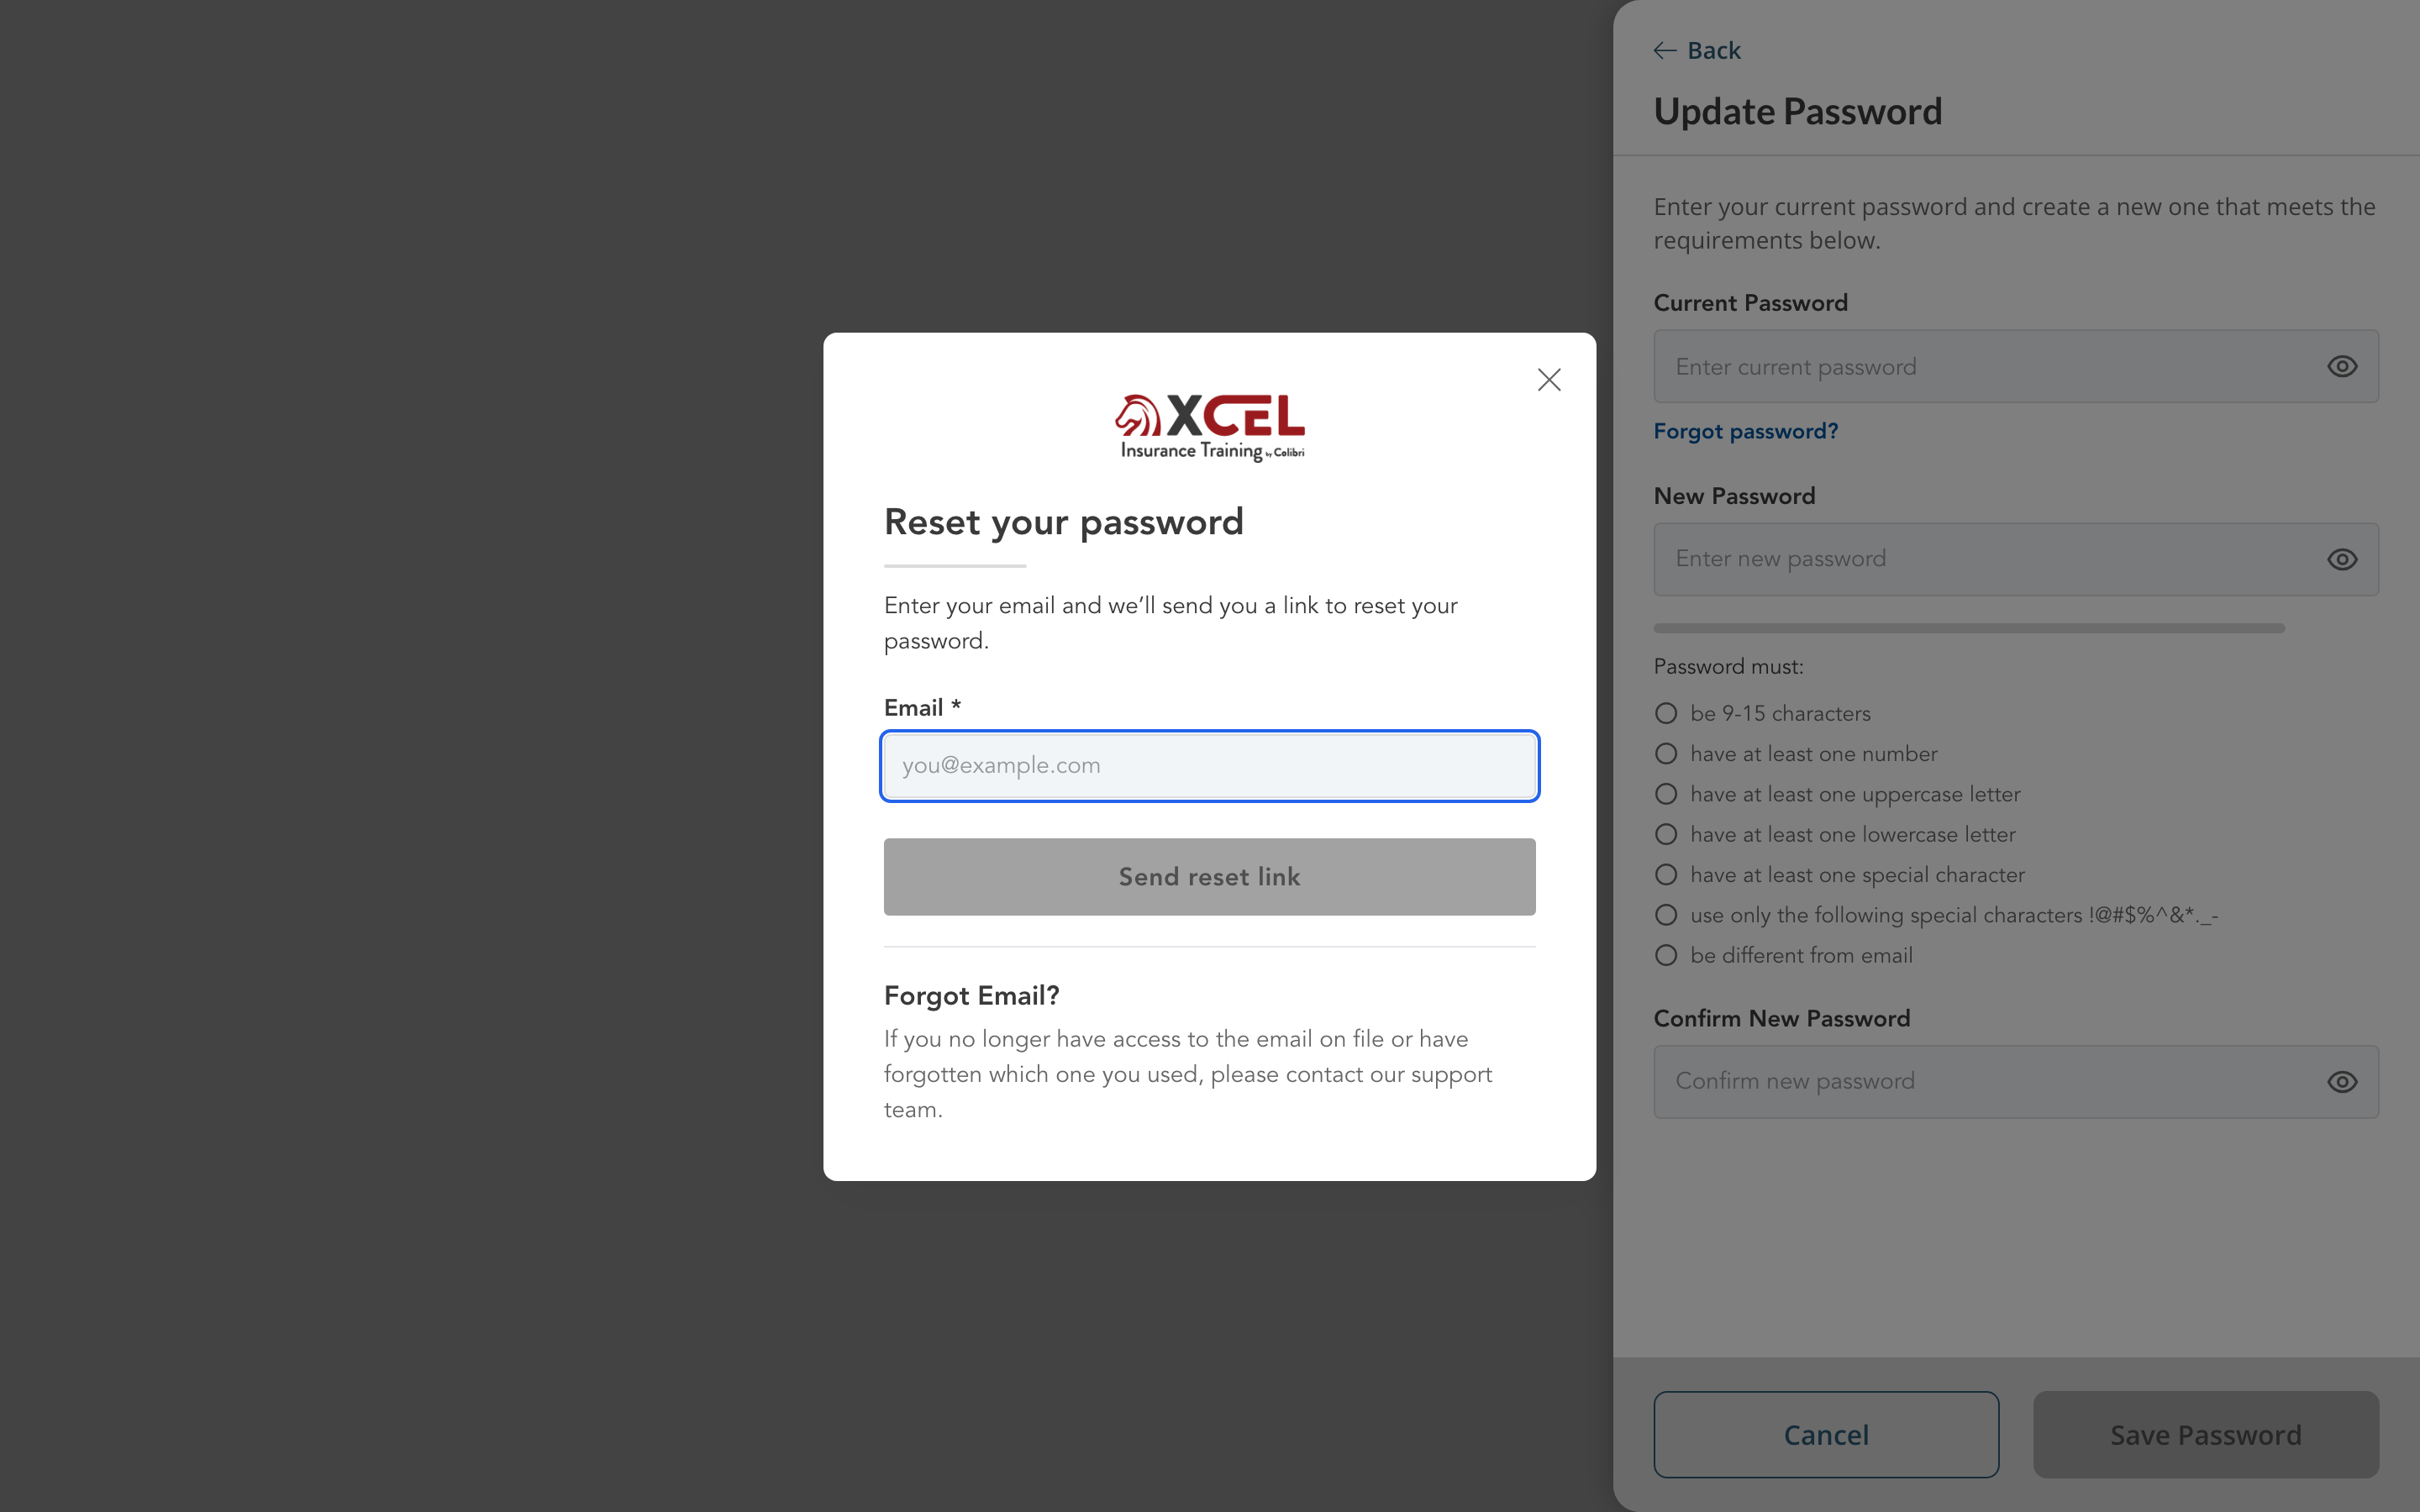 XCEL
Insurance Training by Colibri
Reset your password
Enter your email and we’ll send you a link to reset your
password.
Email *
you@example.com
Send reset link
Forgot Email?
If you no longer have access to the email on file or have
forgotten which one you used, please contact our support
team.
Back
Update Password
Enter your current password and create a new one that meets the
requirements below.
Current Password
Enter current password
Forgot password?
New Password
Enter new password
Password must:
be 9-15 characters
have at least one number
have at least one uppercase letter
have at least one lowercase letter
have at least one special character
use only the following special characters !@#$%^&*._-
be different from email
Confirm New Password
Confirm new password
Cancel
Save Password